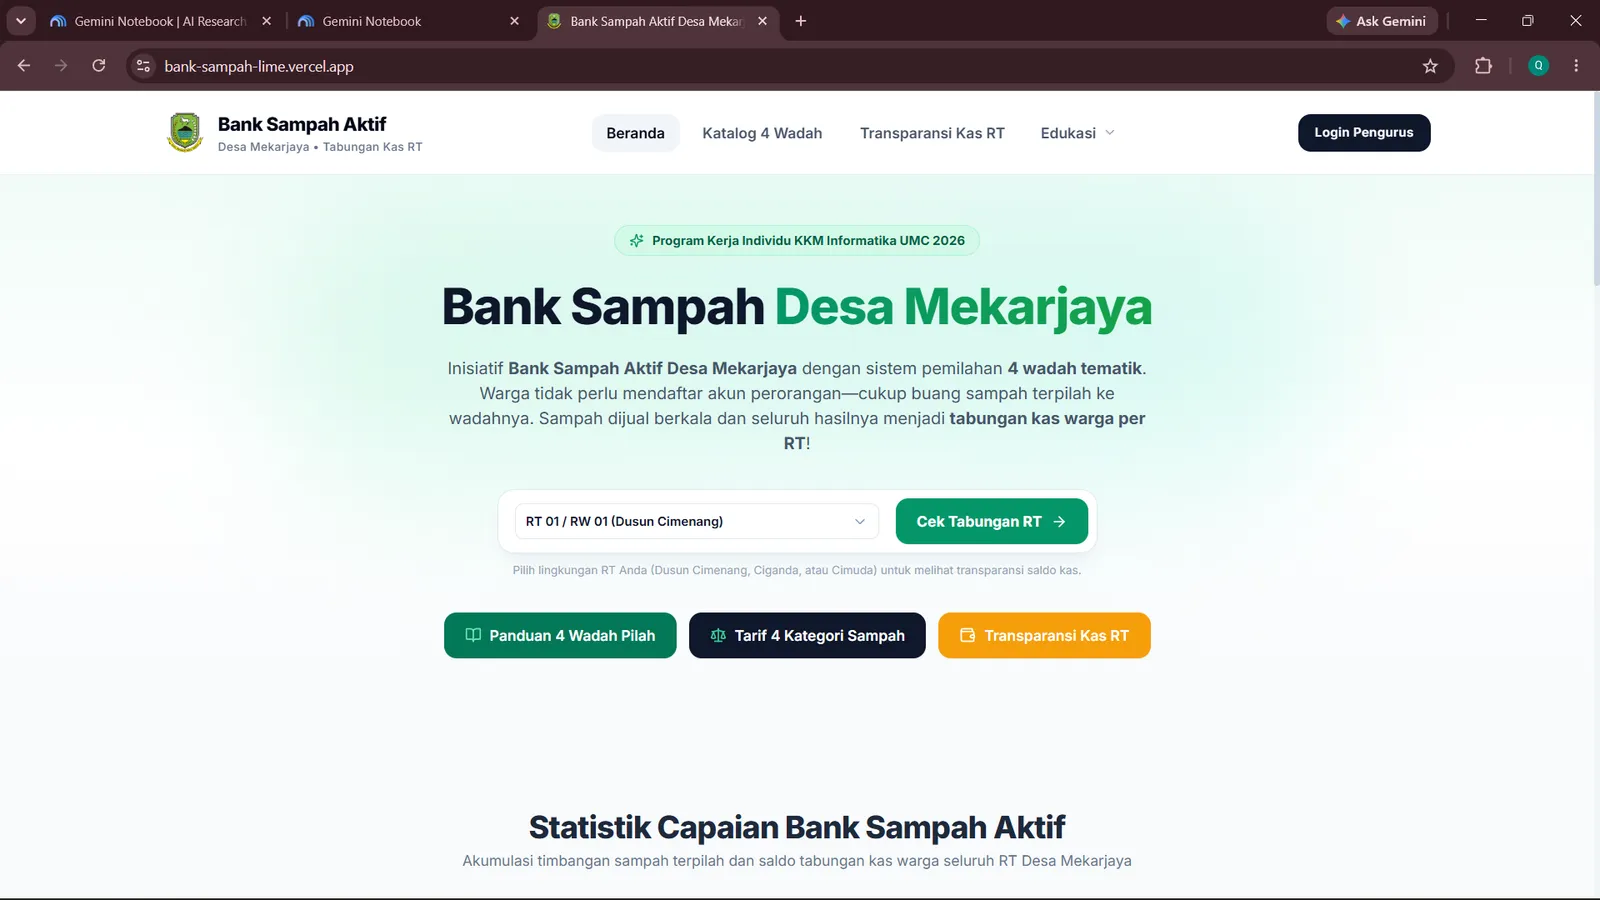 Gemini Notebook | AI Research
Gemini Notebook
Bank Sampah Aktif Desa Mekar
Ask Gemini
bank-sampah-lime.vercel.app
Q
Bank Sampah Aktif
Desa Mekarjaya • Tabungan Kas RT
Beranda
Katalog 4 Wadah
Transparansi Kas RT
Edukasi
Login Pengurus
Program Kerja Individu KKM Informatika UMC 2026
Bank Sampah Desa Mekarjaya
Inisiatif Bank Sampah Aktif Desa Mekarjaya dengan sistem pemilahan 4 wadah tematik.
Warga tidak perlu mendaftar akun perorangan—cukup buang sampah terpilah ke
wadahnya. Sampah dijual berkala dan seluruh hasilnya menjadi tabungan kas warga per
RT!
RT 01 / RW 01 (Dusun Cimenang)
Cek Tabungan RT
Pilih lingkungan RT Anda (Dusun Cimenang, Ciganda, atau Cimuda) untuk melihat transparansi saldo kas.
Panduan 4 Wadah Pilah
Tarif 4 Kategori Sampah
Transparansi Kas RT
Statistik Capaian Bank Sampah Aktif
Akumulasi timbangan sampah terpilah dan saldo tabungan kas warga seluruh RT Desa Mekarjaya